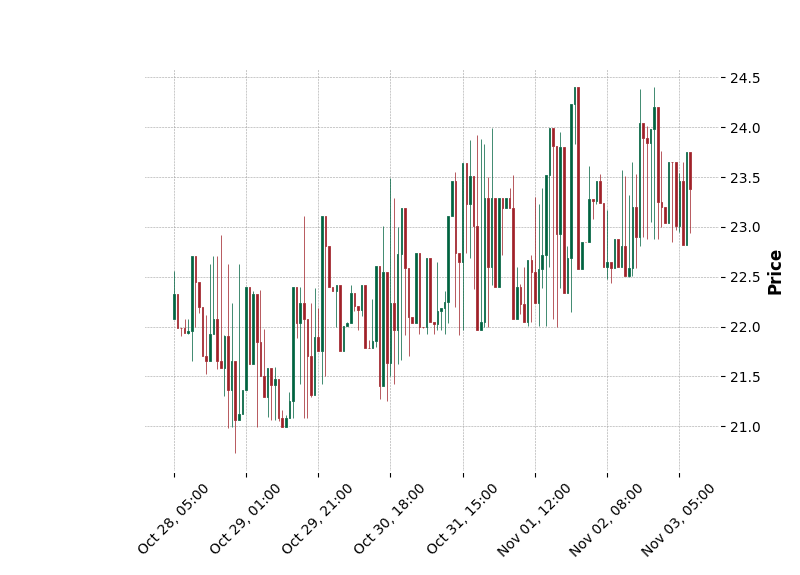 24.5
24.0
23.5
23.0
22.5
22.0
21.5
21.0
Price
Oct 28, 05:00
Oct 29, 01:00
Oct 29, 21:00
Oct 30, 18:00
Oct 31, 15:00
Nov 01, 12:00
Nov 02, 08:00
Nov 03, 05:00